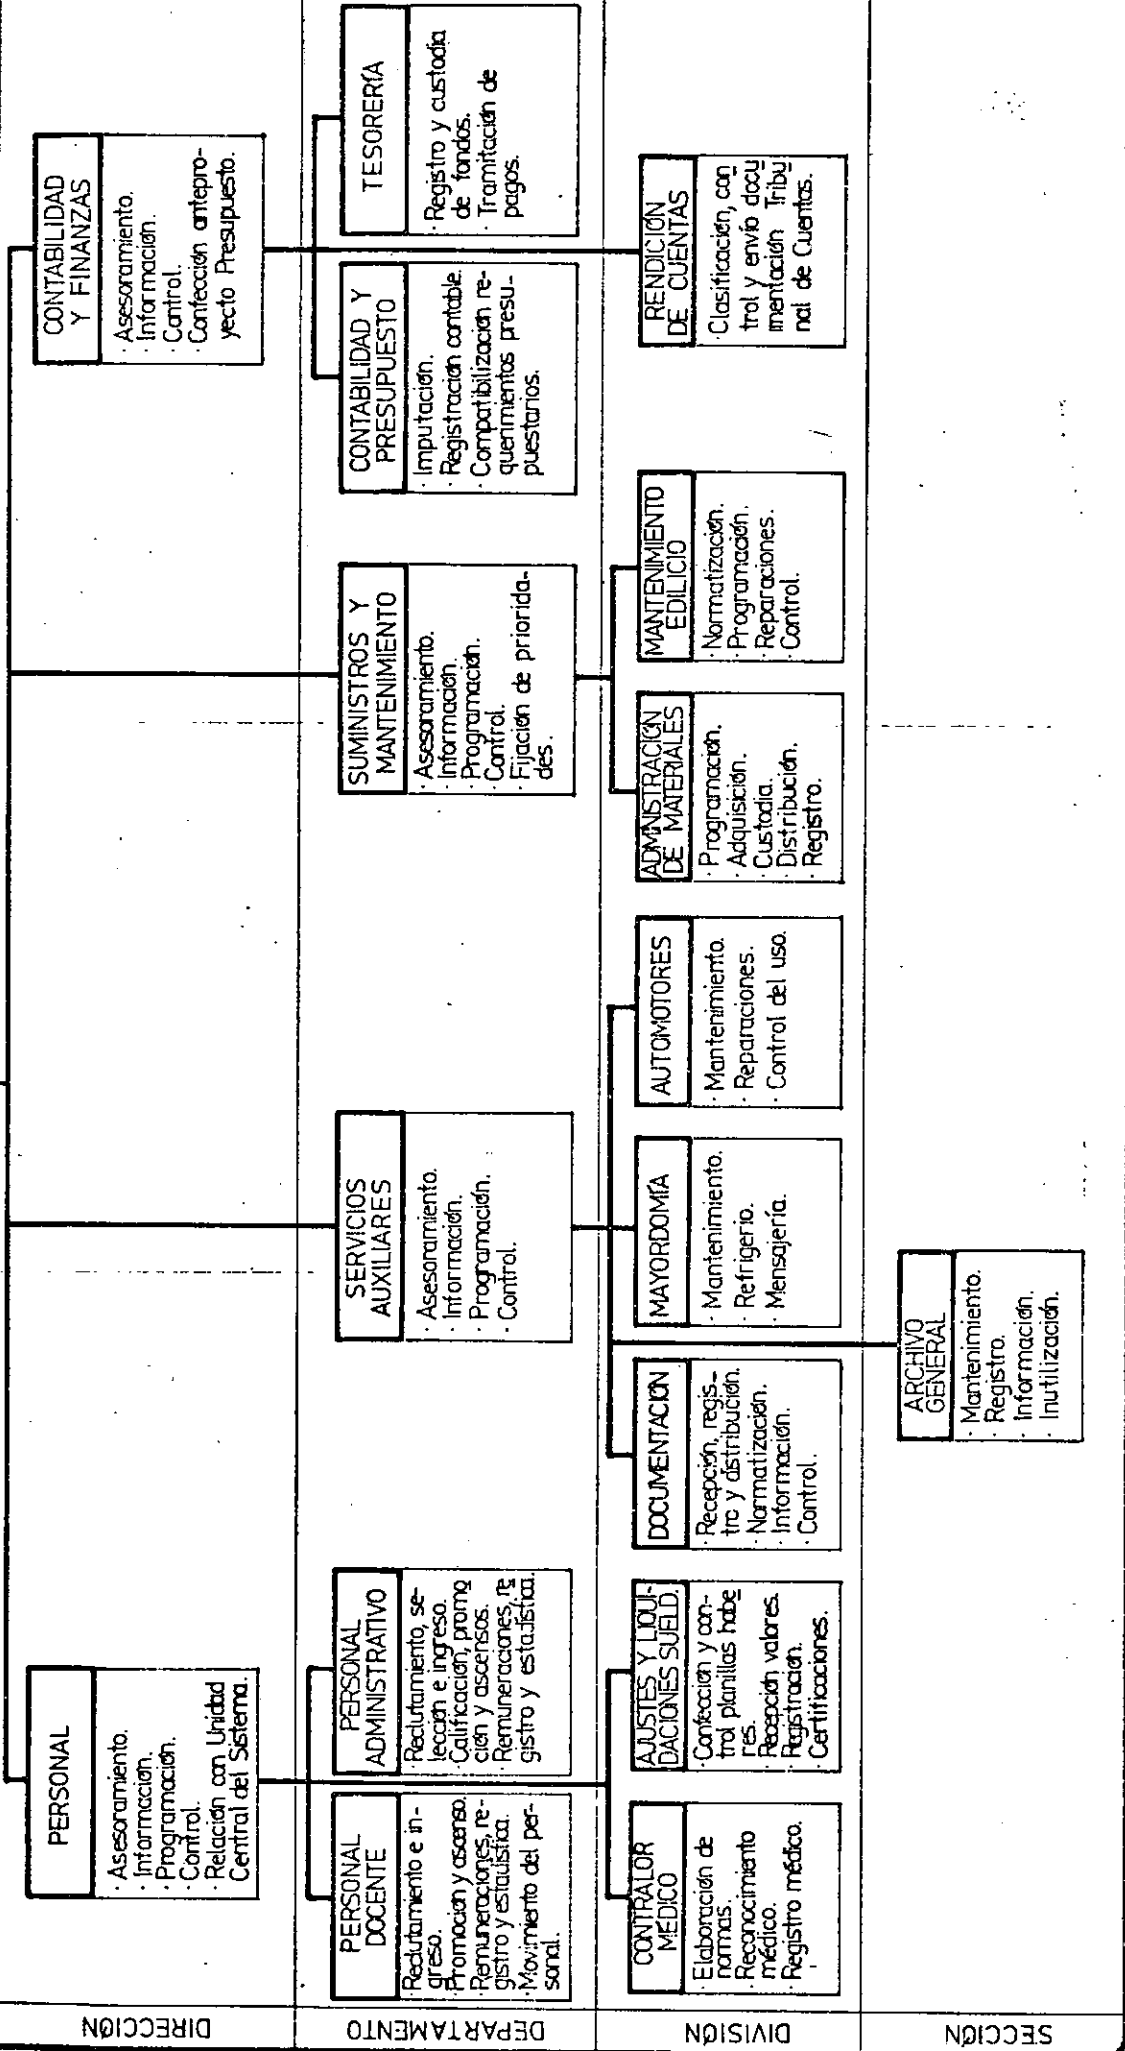 DIRECCIÓN
PERSONAL
· Asesoramiento.
· Información.
· Programación.
· Control.
· Relación con Unidad
Central del Sistema.
CONTABILIDAD
Y FINANZAS
· Asesoramiento.
· Información.
· Control.
· Confección antepro-
yecto Presupuesto.
DEPARTAMENTO
PERSONAL
DOCENTE
· Reclutamiento e in-
greso.
· Promoción y ascenso.
· Remuneraciones, re-
gistro y estadística.
· Movimiento del per-
sonal.
PERSONAL
ADMINISTRATIVO
· Reclutamiento, se-
lección e ingreso.
· Calificación, promo
ción y ascensos.
· Remuneraciones, re
gistro y estadística.
SERVICIOS
AUXILIARES
· Asesoramiento.
· Información.
· Programación.
· Control.
SUMINISTROS Y
MANTENIMIENTO
· Asesoramiento.
· Información.
· Programación.
· Control.
· Fijación de priorida-
des.
CONTABILIDAD Y
PRESUPUESTO
· Imputación.
· Registración contable.
· Compatibilización re-
querimientos presu-
puestarios.
TESORERÍA
· Registro y custodia
de fondos.
· Tramitación de
pagos.
DIVISIÓN
CONTRALOR
MÉDICO
· Elaboración de
normas.
· Reconocimiento
médico.
· Registro médico.
AJUSTES Y LIQUI-
DACIONES SUELD.
· Confección y con-
trol planillas habe
res.
· Recepción valores.
· Registración.
· Certificaciones.
DOCUMENTACIÓN
· Recepción, regis-
tro y distribución.
· Normatización.
· Información.
· Control.
MAYORDOMÍA
· Mantenimiento.
· Refrigerio.
· Mensajería.
AUTOMOTORES
· Mantenimiento.
· Reparaciones.
· Control del uso.
ADMINISTRACIÓN
DE MATERIALES
· Programación.
· Adquisición.
· Custodia.
· Distribución.
· Registro.
MANTENIMIENTO
EDILICIO
· Normatización.
· Programación.
· Reparaciones.
· Control.
RENDICIÓN
DE CUENTAS
· Clasificación, con
trol y envío docu
mentación Tribu
nal de Cuentas.
SECCIÓN
ARCHIVO
GENERAL
· Mantenimiento.
· Registro.
· Información.
· Inutilización.